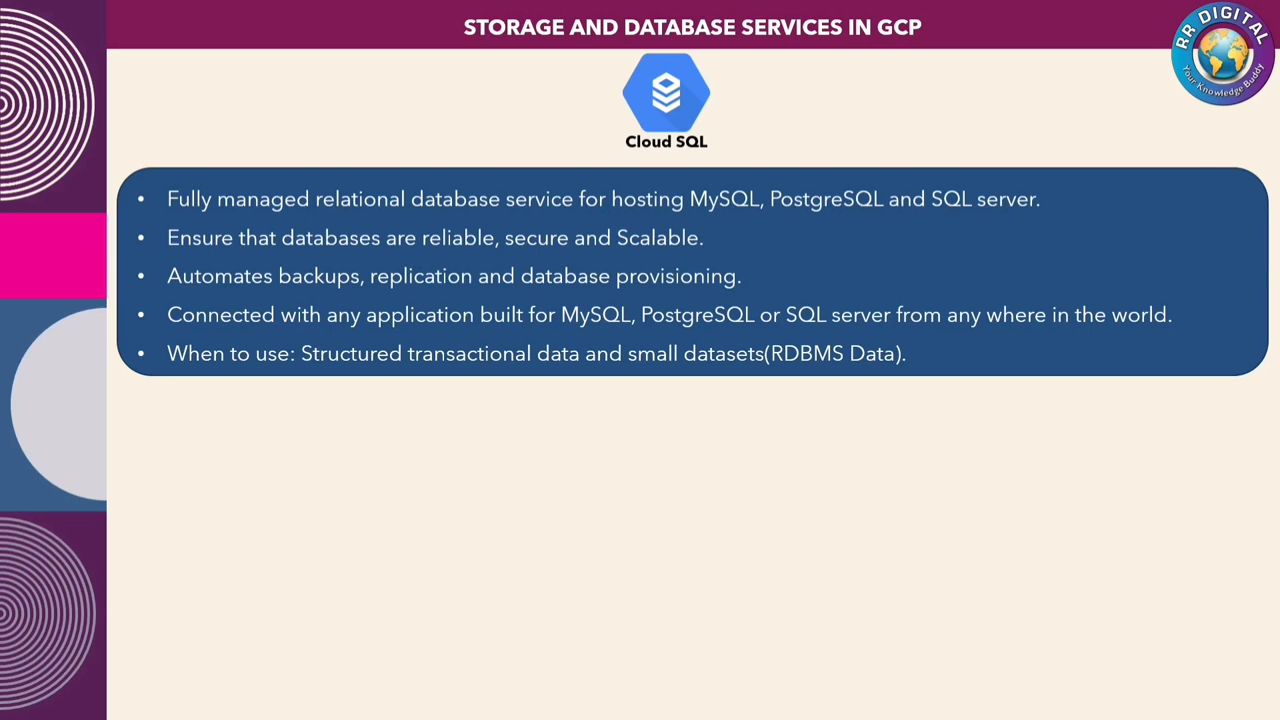 STORAGE AND DATABASE SERVICES IN GCP
RR DIGITAL
Your Knowledge Buddy
Cloud SQL
• Fully managed relational database service for hosting MySQL, PostgreSQL and SQL server.
• Ensure that databases are reliable, secure and Scalable.
• Automates backups, replication and database provisioning.
• Connected with any application built for MySQL, PostgreSQL or SQL server from any where in the world.
• When to use: Structured transactional data and small datasets(RDBMS Data).